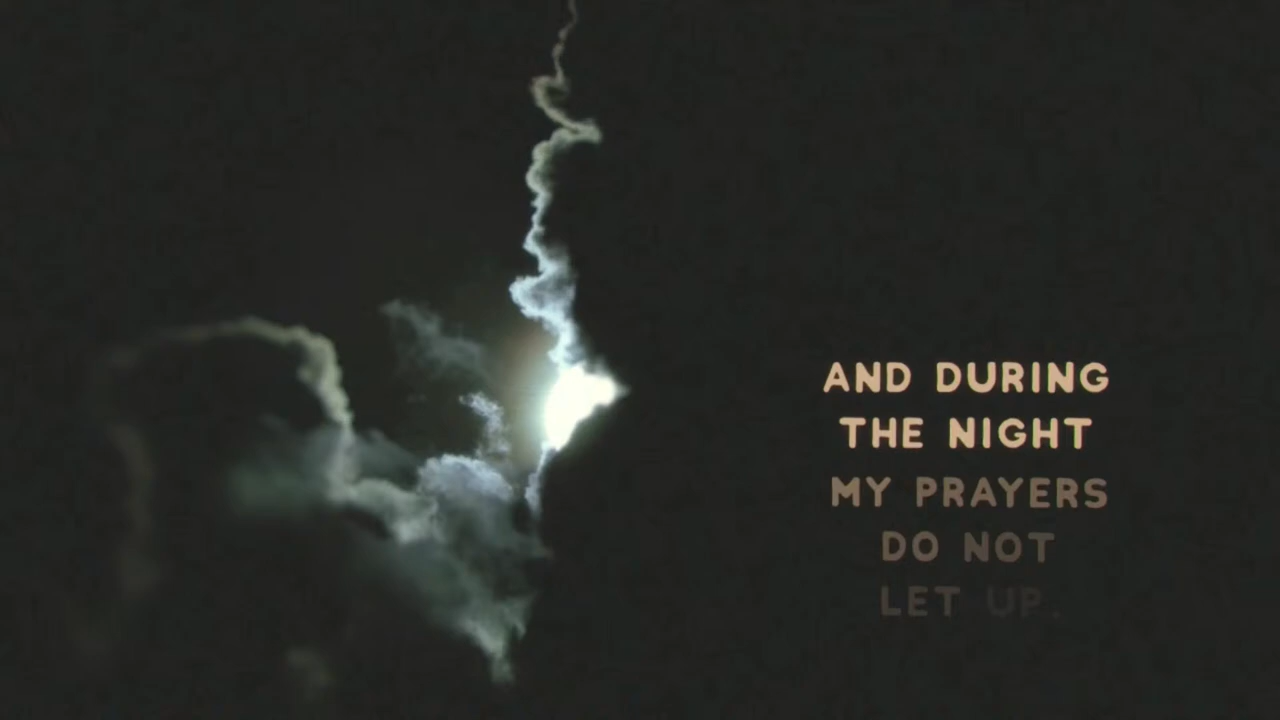 AND DURING
THE NIGHT
MY PRAYERS
DO NOT
LET UP.